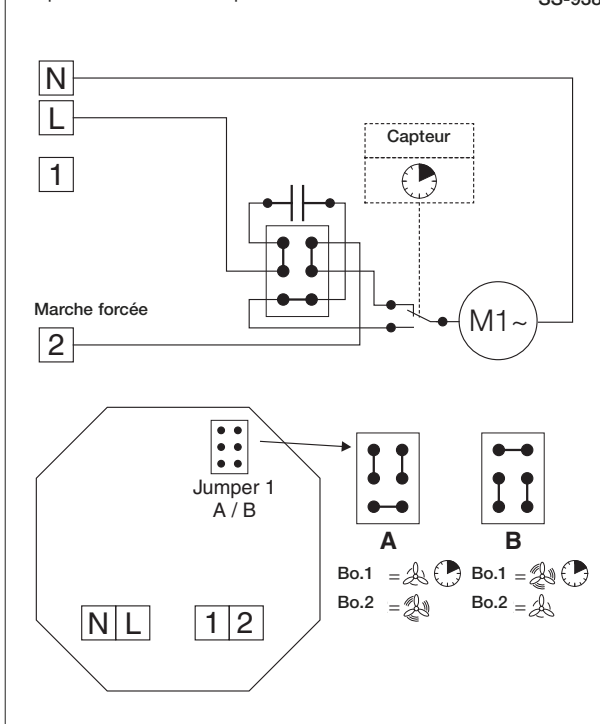 N
L
Capteur
1
Marche forcée
M1~
2
Jumper 1
A / B
A
B
Bo.1 =
Bo.1 =
Bo.2 =
Bo.2 =
N L
1 2